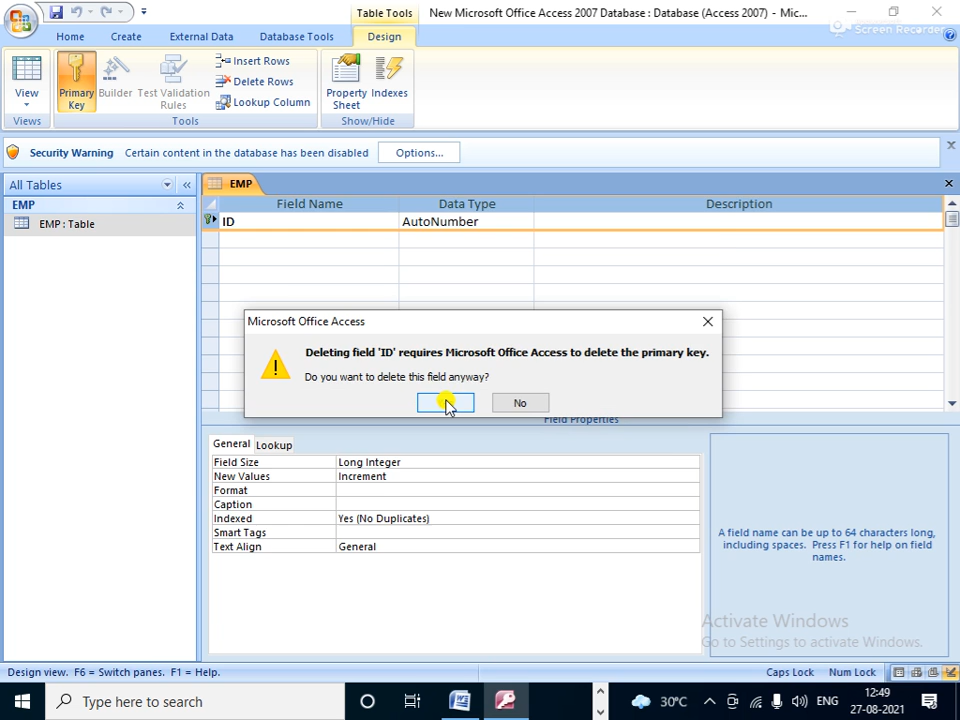 Table Tools
New Microsoft Office Access 2007 Database : Database (Access 2007) - Mic...
Home
Create
External Data
Database Tools
Design
Screen Recorder
View
Primary Key
Builder
Test Validation Rules
Insert Rows
Delete Rows
Lookup Column
Property Sheet
Indexes
Views
Tools
Show/Hide
Security Warning Certain content in the database has been disabled
Options...
All Tables
EMP
EMP : Table
EMP
Field Name
Data Type
Description
ID
AutoNumber
Microsoft Office Access
Deleting field 'ID' requires Microsoft Office Access to delete the primary key.
Do you want to delete this field anyway?
No
Field Properties
General
Lookup
Field Size Long Integer
New Values Increment
Format
Caption
Indexed Yes (No Duplicates)
Smart Tags
Text Align General
A field name can be up to 64 characters long,
including spaces. Press F1 for help on field
names.
Activate Windows
Go to Settings to activate Windows.
Design view. F6 = Switch panes. F1 = Help.
Caps Lock
Num Lock
Type here to search
30°C
ENG
12:49
27-08-2021